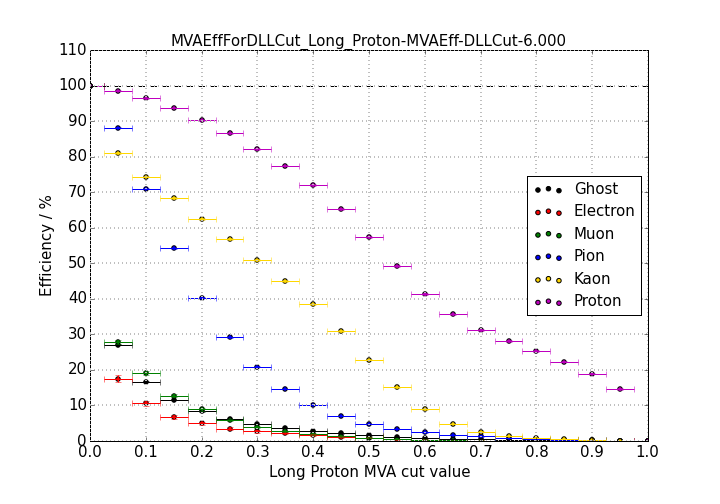 MVAEffForDLLCut_Long_Proton-MVAEff-DLLCut-6.000
110
100
90
80
70
60
50
40
30
20
10
0
Efficiency / %
Ghost
Electron
Muon
Pion
Kaon
Proton
0.0 0.1 0.2 0.3 0.4 0.5 0.6 0.7 0.8 0.9 1.0
Long Proton MVA cut value